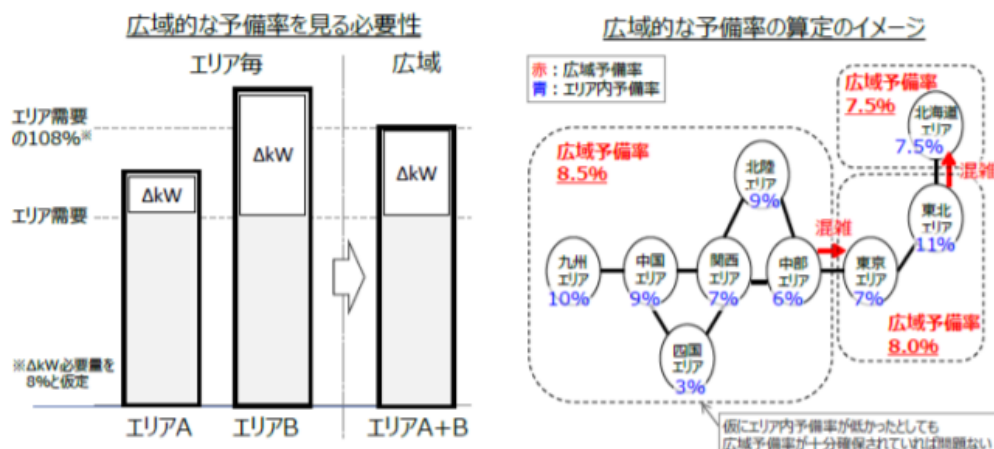 広域的な予備率を見る必要性
エリア毎
広域
エリア需要
の108%※
エリア需要
ΔkW
ΔkW
ΔkW
※ΔkW必要量を
8%と仮定
エリアA
エリアB
エリアA+B
広域的な予備率の算定のイメージ
赤:広域予備率
青:エリア内予備率
広域予備率
7.5%
北海道
エリア
7.5%
混雑
広域予備率
8.5%
北陸
エリア
9%
東北
エリア
11%
混雑
九州
エリア
10%
中国
エリア
9%
関西
エリア
7%
中部
エリア
6%
東京
エリア
7%
広域予備率
8.0%
四国
エリア
3%
仮にエリア内予備率が低かったとしても
広域予備率が十分確保されていれば問題ない